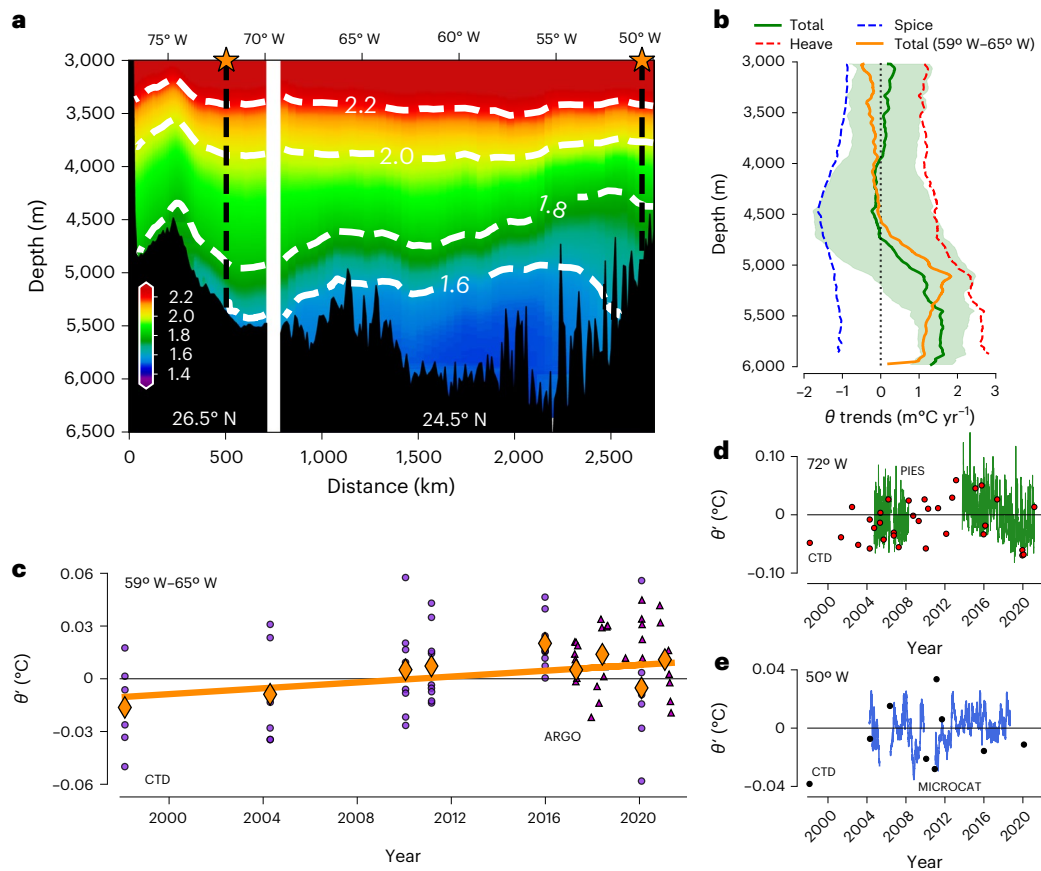 a
75° W
70° W
65° W
60° W
55° W
50° W
3,000
3,500
4,000
4,500
5,000
5,500
6,000
6,500
Depth (m)
2.2
2.0
1.8
1.6
2.2
2.0
1.8
1.6
1.4
26.5° N
24.5° N
0
500
1,000
1,500
2,000
2,500
Distance (km)
b
Total
Spice
Heave
Total (59° W–65° W)
3,000
4,000
5,000
6,000
Depth (m)
−2
−1
0
1
2
3
θ trends (m°C yr⁻¹)
c
59° W–65° W
0.06
0.03
0
−0.03
−0.06
θ′ (°C)
ARGO
CTD
2000
2004
2008
2012
2016
2020
Year
d
72° W
PIES
0.10
0
−0.10
θ′ (°C)
CTD
2000
2004
2008
2012
2016
2020
Year
e
50° W
0.04
0
−0.04
θ′ (°C)
CTD
MICROCAT
2000
2004
2008
2012
2016
2020
Year